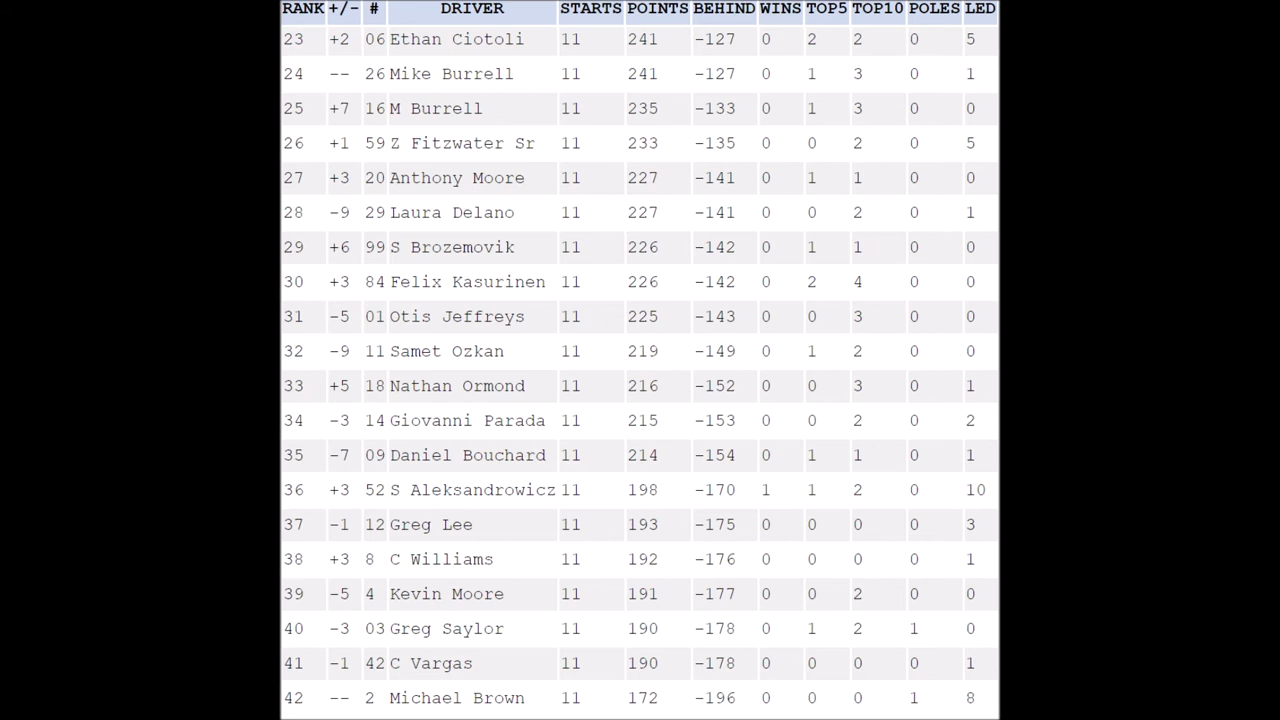 RANK +/- # DRIVER STARTS POINTS BEHIND WINS TOP5 TOP10 POLES LED
23 +2 06 Ethan Ciotoli 11 241 -127 0 2 2 0 5
24 -- 26 Mike Burrell 11 241 -127 0 1 3 0 1
25 +7 16 M Burrell 11 235 -133 0 1 3 0 0
26 +1 59 Z Fitzwater Sr 11 233 -135 0 0 2 0 5
27 +3 20 Anthony Moore 11 227 -141 0 1 1 0 0
28 -9 29 Laura Delano 11 227 -141 0 0 2 0 1
29 +6 99 S Brozemovik 11 226 -142 0 1 1 0 0
30 +3 84 Felix Kasurinen 11 226 -142 0 2 4 0 0
31 -5 01 Otis Jeffreys 11 225 -143 0 0 3 0 0
32 -9 11 Samet Ozkan 11 219 -149 0 1 2 0 0
33 +5 18 Nathan Ormond 11 216 -152 0 0 3 0 1
34 -3 14 Giovanni Parada 11 215 -153 0 0 2 0 2
35 -7 09 Daniel Bouchard 11 214 -154 0 1 1 0 1
36 +3 52 S Aleksandrowicz 11 198 -170 1 1 2 0 10
37 -1 12 Greg Lee 11 193 -175 0 0 0 0 3
38 +3 8 C Williams 11 192 -176 0 0 0 0 1
39 -5 4 Kevin Moore 11 191 -177 0 0 2 0 0
40 -3 03 Greg Saylor 11 190 -178 0 1 2 1 0
41 -1 42 C Vargas 11 190 -178 0 0 0 0 1
42 -- 2 Michael Brown 11 172 -196 0 0 0 1 8